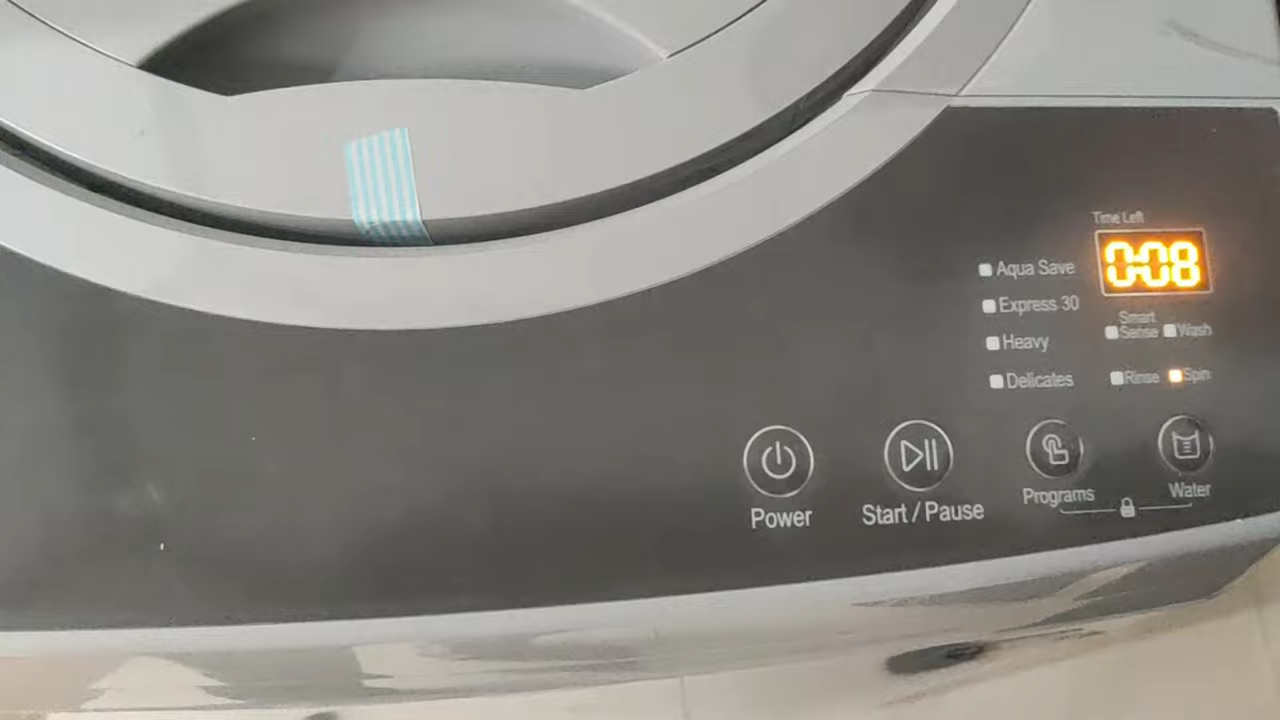 Time Left
0:08
Aqua Save
Express 30
Smart
Sense Wash
Heavy
Delicates
Rinse Spin
Power
Start / Pause
Programs
Water